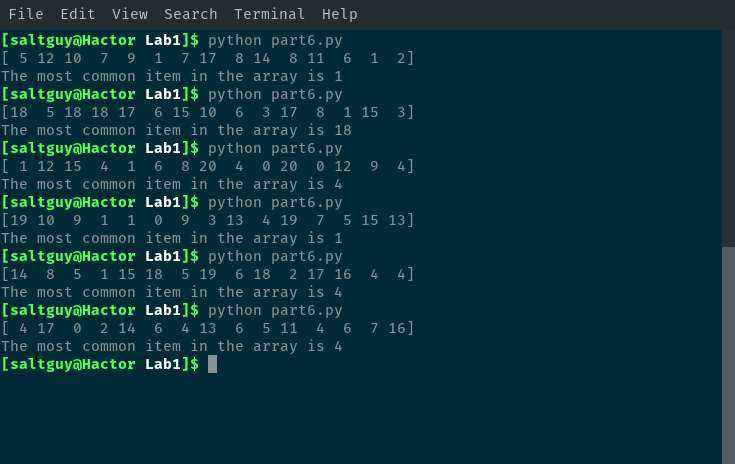 File Edit View Search Terminal Help
[saltguy@Hactor Lab1]$ python part6.py
[ 5 12 10  7  9  1  7 17  8 14  8 11  6  1  2]
The most common item in the array is 1
[saltguy@Hactor Lab1]$ python part6.py
[18  5 18 18 17  6 15 10  6  3 17  8  1 15  3]
The most common item in the array is 18
[saltguy@Hactor Lab1]$ python part6.py
[ 1 12 15  4  1  6  8 20  4  0 20  0 12  9  4]
The most common item in the array is 4
[saltguy@Hactor Lab1]$ python part6.py
[19 10  9  1  1  0  9  3 13  4 19  7  5 15 13]
The most common item in the array is 1
[saltguy@Hactor Lab1]$ python part6.py
[14  8  5  1 15 18  5 19  6 18  2 17 16  4  4]
The most common item in the array is 4
[saltguy@Hactor Lab1]$ python part6.py
[ 4 17  0  2 14  6  4 13  6  5 11  4  6  7 16]
The most common item in the array is 4
[saltguy@Hactor Lab1]$